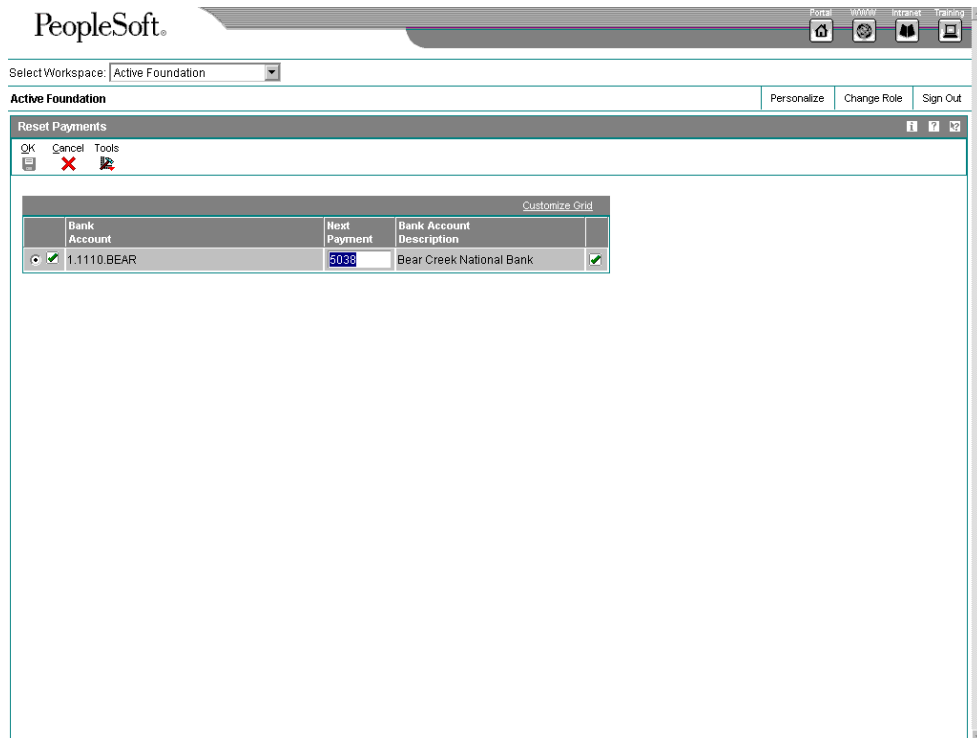 Portal WWW Intranet Training
PeopleSoft®
Select Workspace: Active Foundation
Active Foundation Personalize Change Role Sign Out
Reset Payments
OK Cancel Tools
Customize Grid
Bank Account Next Payment Bank Account Description
1.1110.BEAR 5038 Bear Creek National Bank